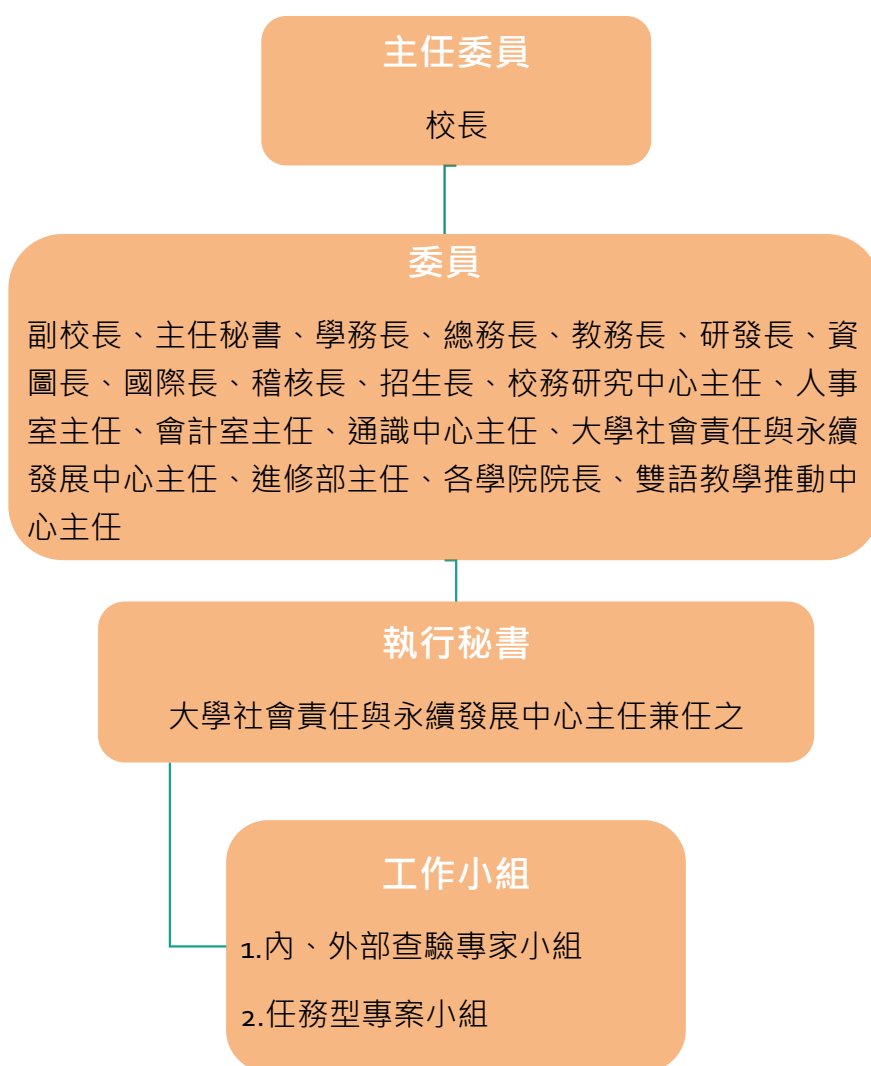 主任委員
校長
委員
副校長、主任秘書、學務長、總務長、教務長、研發長、資
圖長、國際長、稽核長、招生長、校務研究中心主任、人事
室主任、會計室主任、通識中心主任、大學社會責任與永續
發展中心主任、進修部主任、各學院院長、雙語教學推動中
心主任
執行秘書
大學社會責任與永續發展中心主任兼任之
工作小組
1.內、外部查驗專家小組
2.任務型專案小組